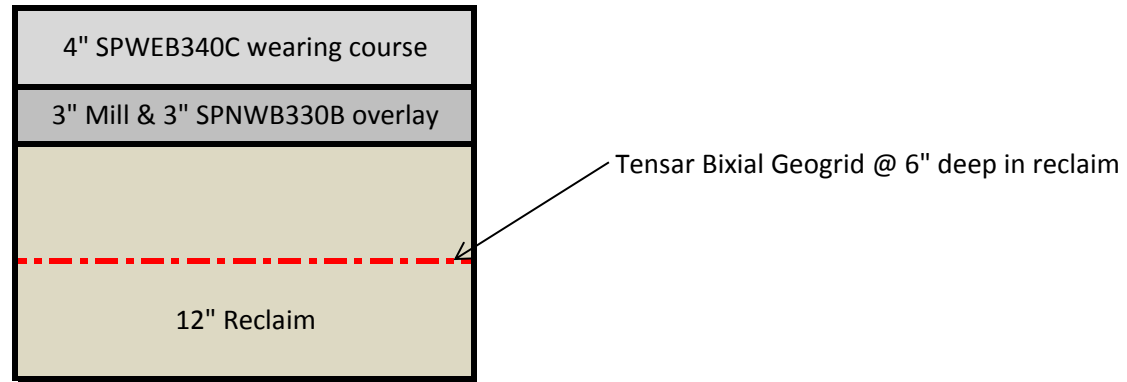 4" SPWEB340C wearing course
3" Mill & 3" SPNWB330B overlay
Tensar Bixial Geogrid @ 6" deep in reclaim
12" Reclaim